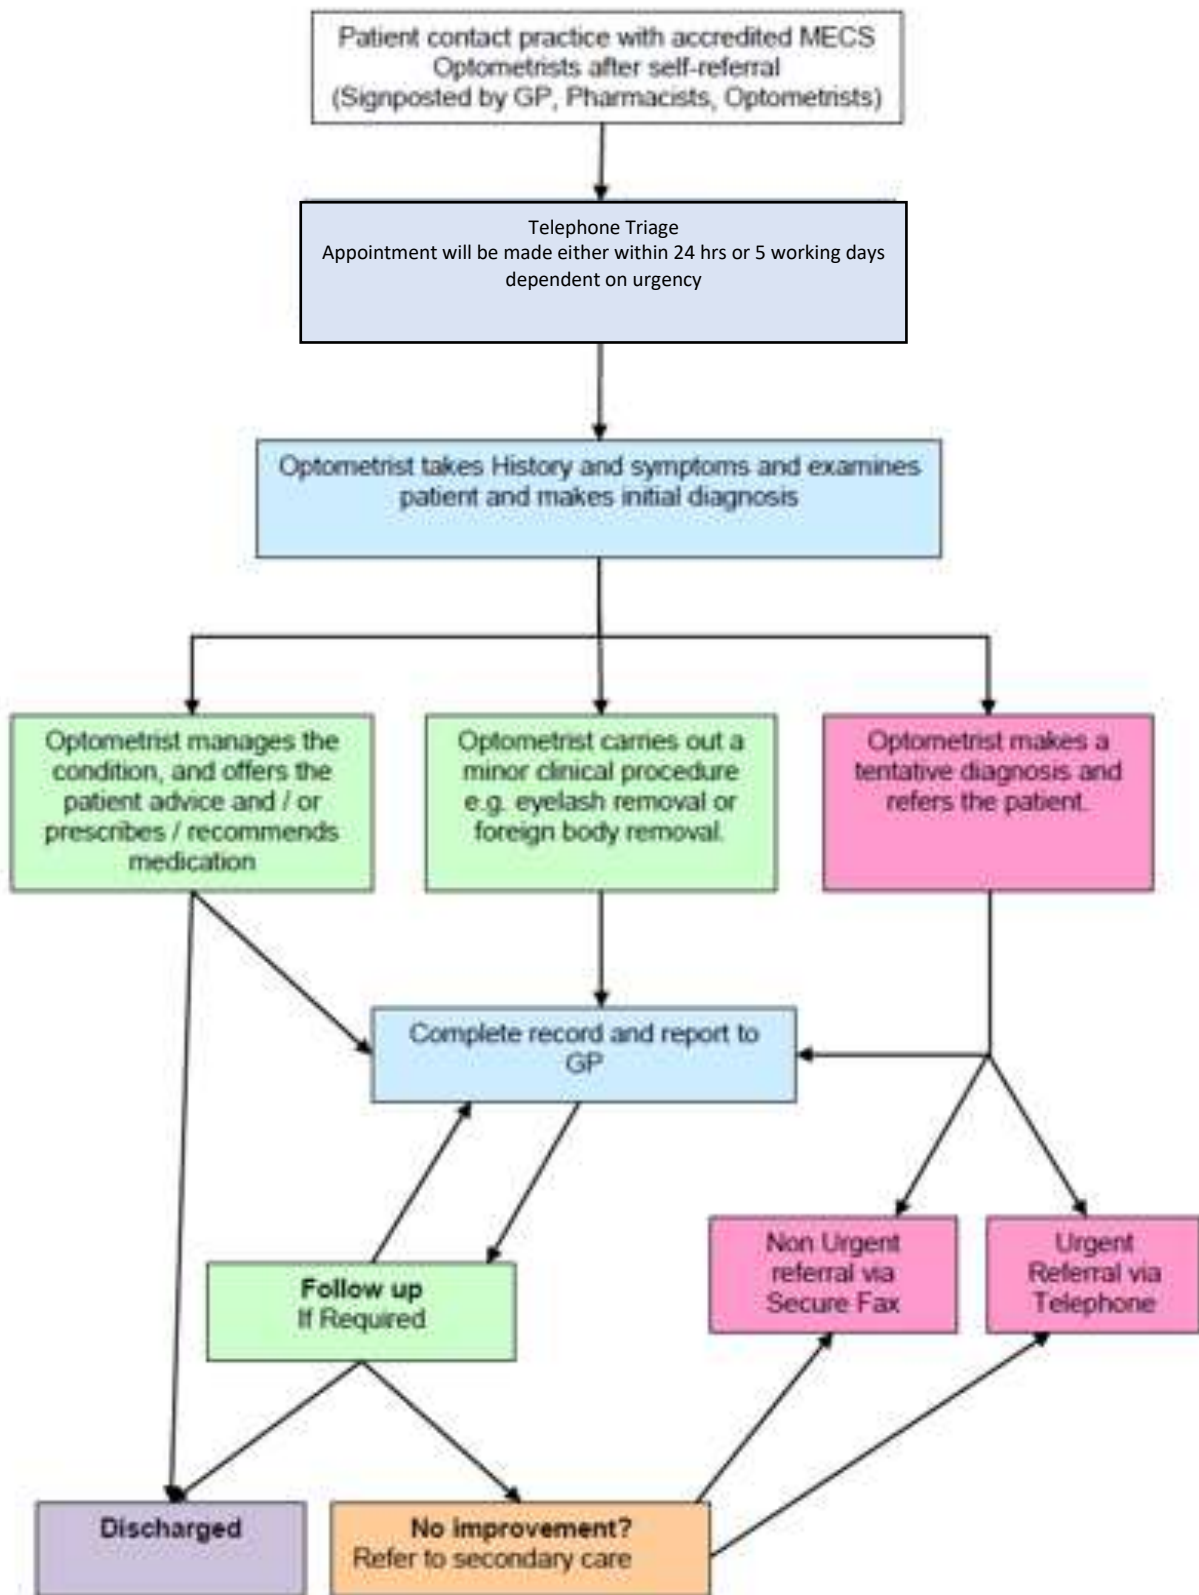 Patient contact practice with accredited MECS
Optometrists after self-referral
(Signposted by GP, Pharmacists, Optometrists)
Telephone Triage
Appointment will be made either within 24 hrs or 5 working days
dependent on urgency
Optometrist takes History and symptoms and examines
patient and makes initial diagnosis
Optometrist manages the
condition, and offers the
patient advice and / or
prescribes / recommends
medication
Optometrist carries out a
minor clinical procedure
e.g. eyelash removal or
foreign body removal.
Optometrist makes a
tentative diagnosis and
refers the patient.
Complete record and report to
GP
Follow up
If Required
Non Urgent
referral via
Secure Fax
Urgent
Referral via
Telephone
Discharged
No improvement?
Refer to secondary care